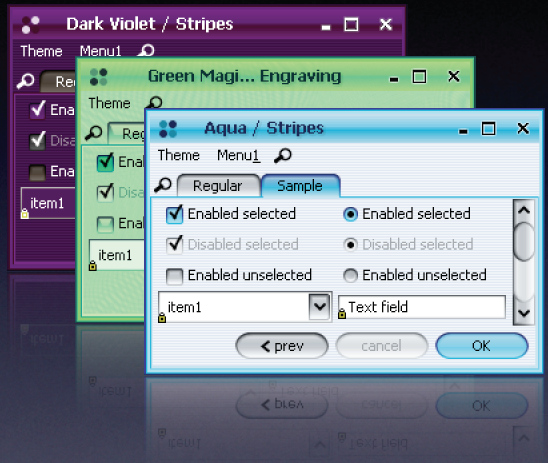 Dark Violet / Stripes
Theme Menu1
Re
Ena
Disa
Ena
item1
Green Magi... Engraving
Theme
Reg
Enab
Disa
Enab
item1
Aqua / Stripes
Theme Menu1
Regular Sample
Enabled selected Enabled selected
Disabled selected Disabled selected
Enabled unselected Enabled unselected
item1 Text field
prev cancel OK